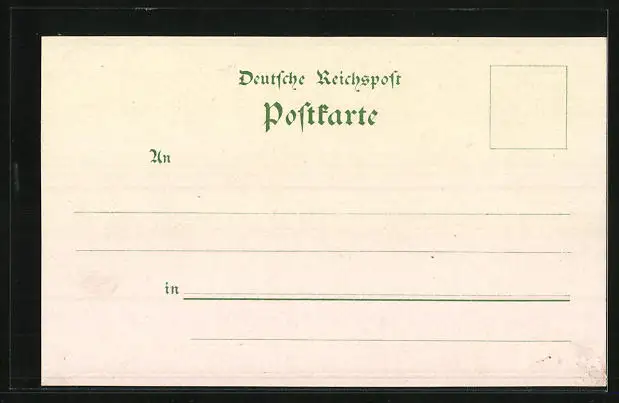 Deutſche Reichspoſt
Poſtkarte
An
in